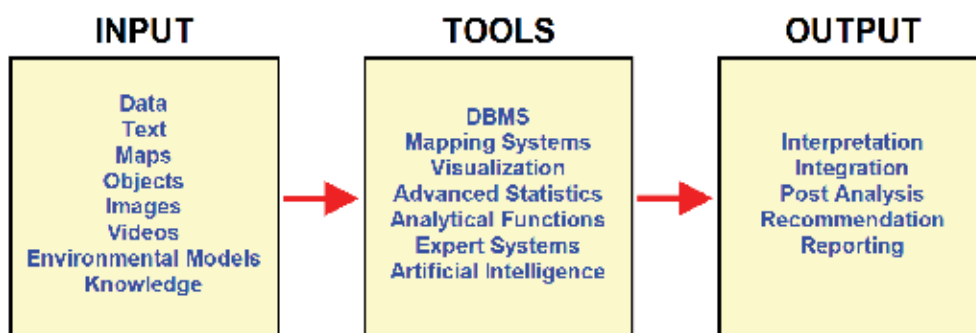 INPUT
Data
Text
Maps
Objects
Images
Videos
Environmental Models
Knowledge
TOOLS
DBMS
Mapping Systems
Visualization
Advanced Statistics
Analytical Functions
Expert Systems
Artificial Intelligence
OUTPUT
Interpretation
Integration
Post Analysis
Recommendation
Reporting